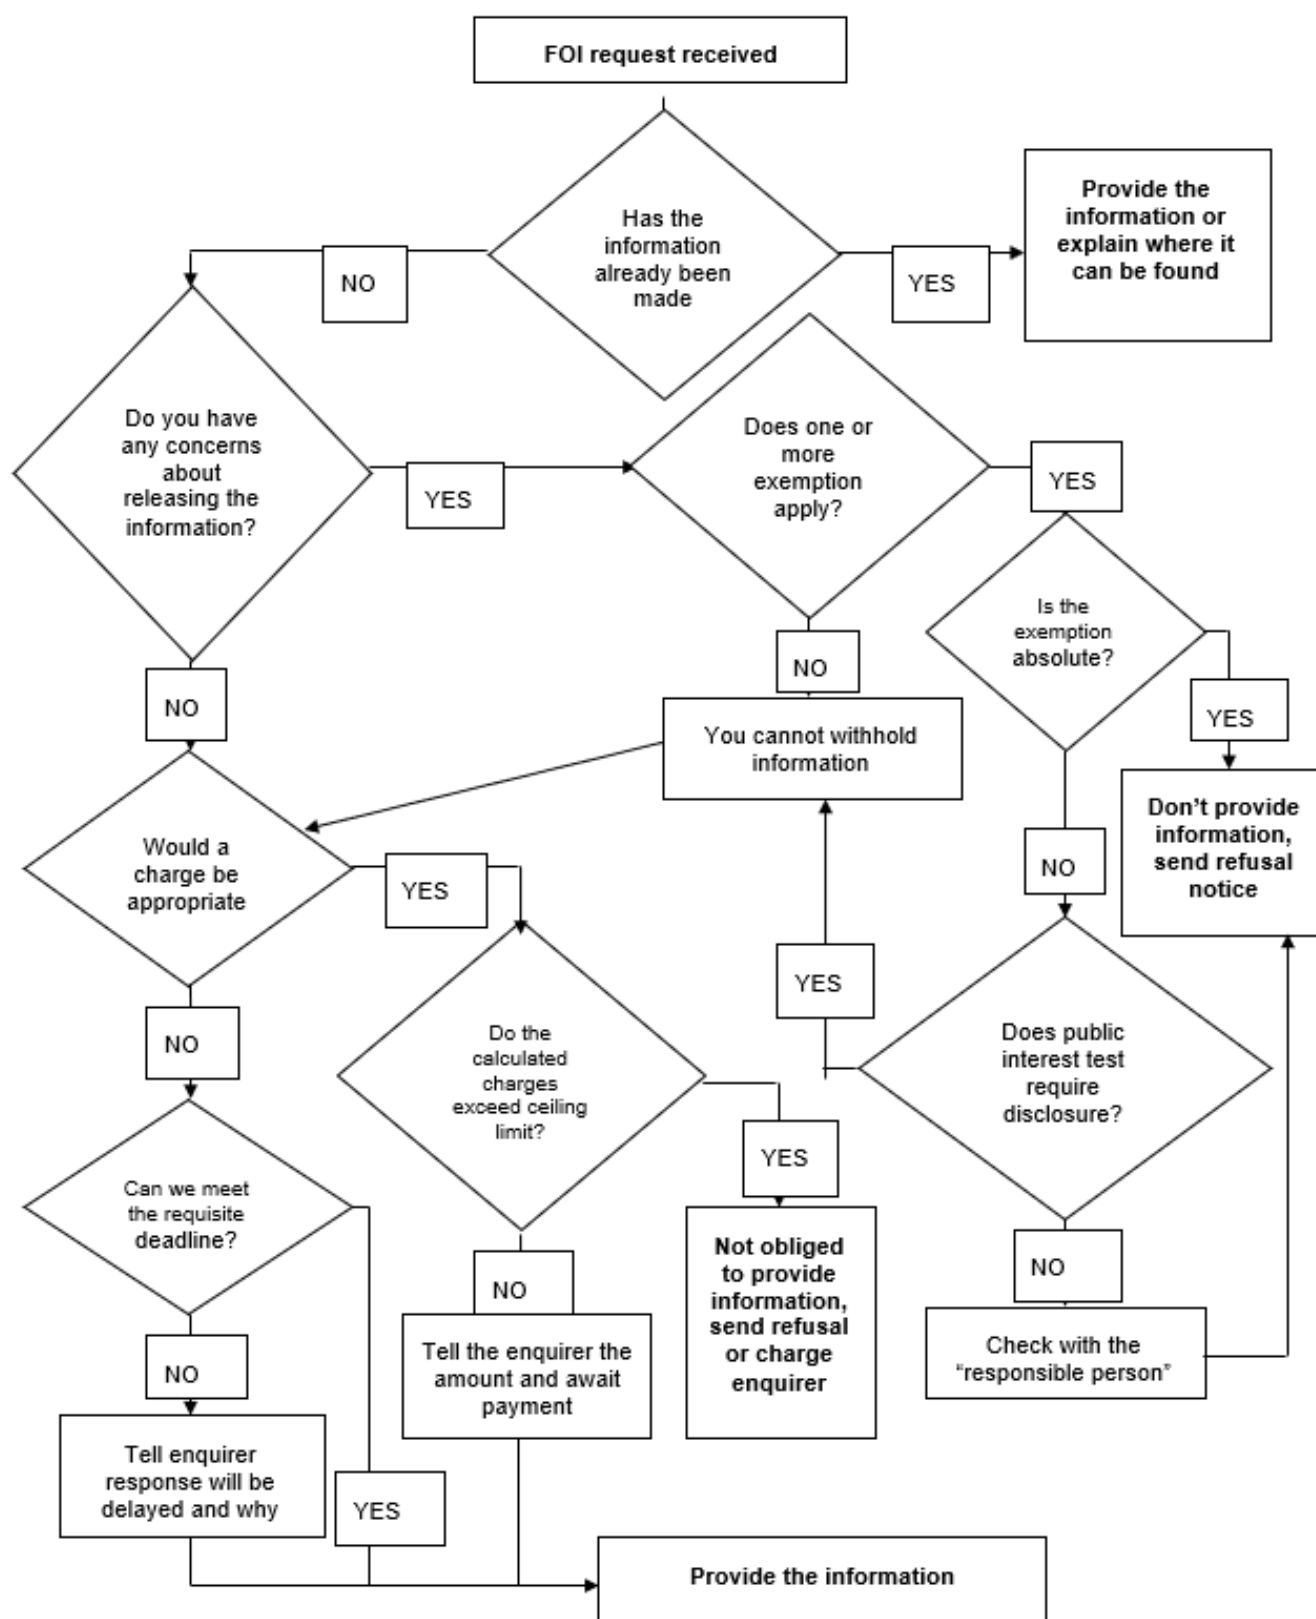 FOI request received
Has the
information
already been
made
YES
Provide the
information or
explain where it
can be found
NO
Do you have
any concerns
about
releasing the
information?
YES
Does one or
more
exemption
apply?
YES
Is the
exemption
absolute?
YES
Don’t provide
information,
send refusal
notice
NO
NO
You cannot withhold
information
NO
Would a
charge be
appropriate
YES
YES
Does public
interest test
require
disclosure?
NO
Do the
calculated
charges
exceed ceiling
limit?
YES
NO
Can we meet
the requisite
deadline?
NO
Not obliged
to provide
information,
send refusal
or charge
enquirer
Check with the
“responsible person”
Tell the enquirer the
amount and await
payment
NO
Tell enquirer
response will be
delayed and why
YES
Provide the information